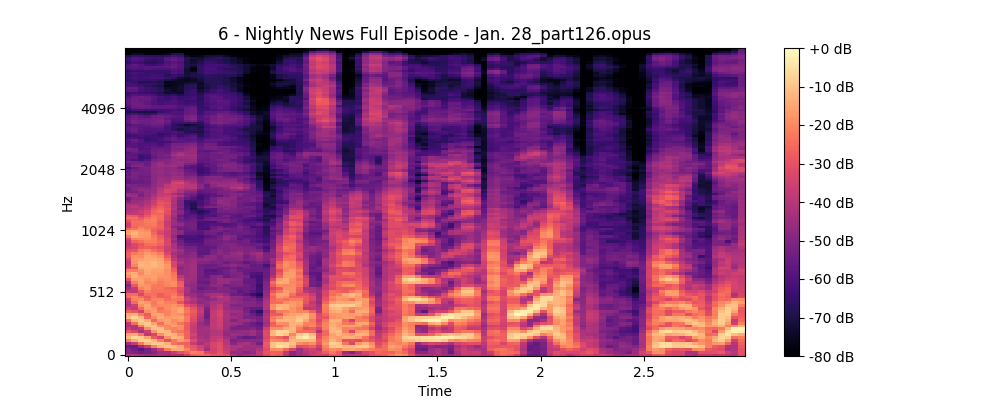 6 - Nightly News Full Episode - Jan. 28_part126.opus
Hz
4096
2048
1024
512
0
0
0.5
1
1.5
2
2.5
Time
+0 dB
-10 dB
-20 dB
-30 dB
-40 dB
-50 dB
-60 dB
-70 dB
-80 dB